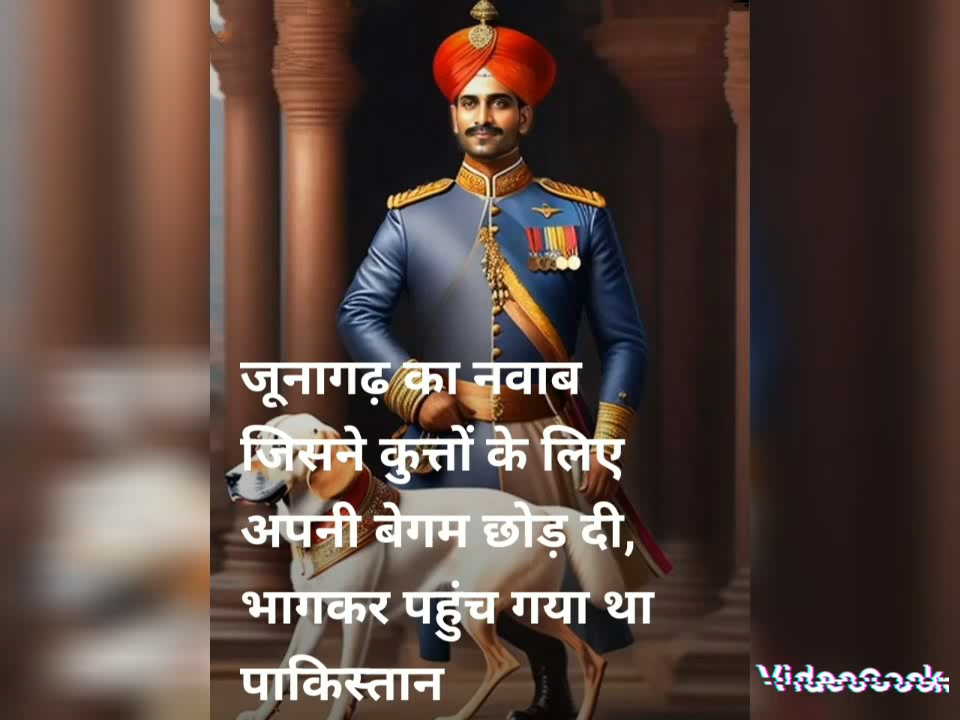 जूनागढ़ का नवाब
जिसने कुत्तों के लिए
अपनी बेगम छोड़ दी,
भागकर पहुंच गया था
पाकिस्तान